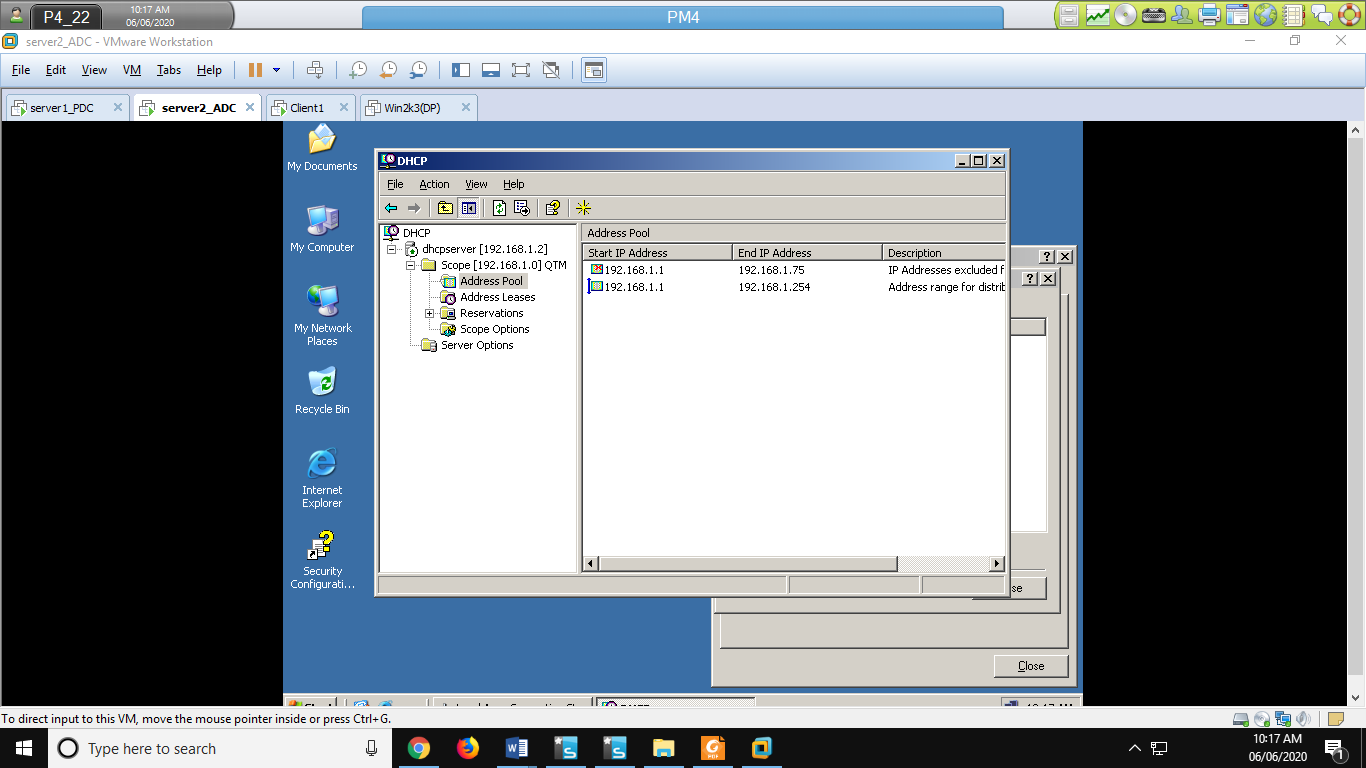 P4_22
10:17 AM
06/06/2020
PM4
server2_ADC - VMware Workstation
File Edit View VM Tabs Help
server1_PDC server2_ADC Client1 Win2k3(DP)
My Documents
My Computer
My Network
Places
Recycle Bin
Internet
Explorer
Security
Configurati...
DHCP
File Action View Help
DHCP
dhcpserver [192.168.1.2]
Scope [192.168.1.0] QTM
Address Pool
Address Leases
Reservations
Scope Options
Server Options
Address Pool
Start IP Address End IP Address Description
192.168.1.1 192.168.1.75 IP Addresses excluded f
192.168.1.1 192.168.1.254 Address range for distrib
Close
To direct input to this VM, move the mouse pointer inside or press Ctrl+G.
Type here to search
10:17 AM
06/06/2020
1